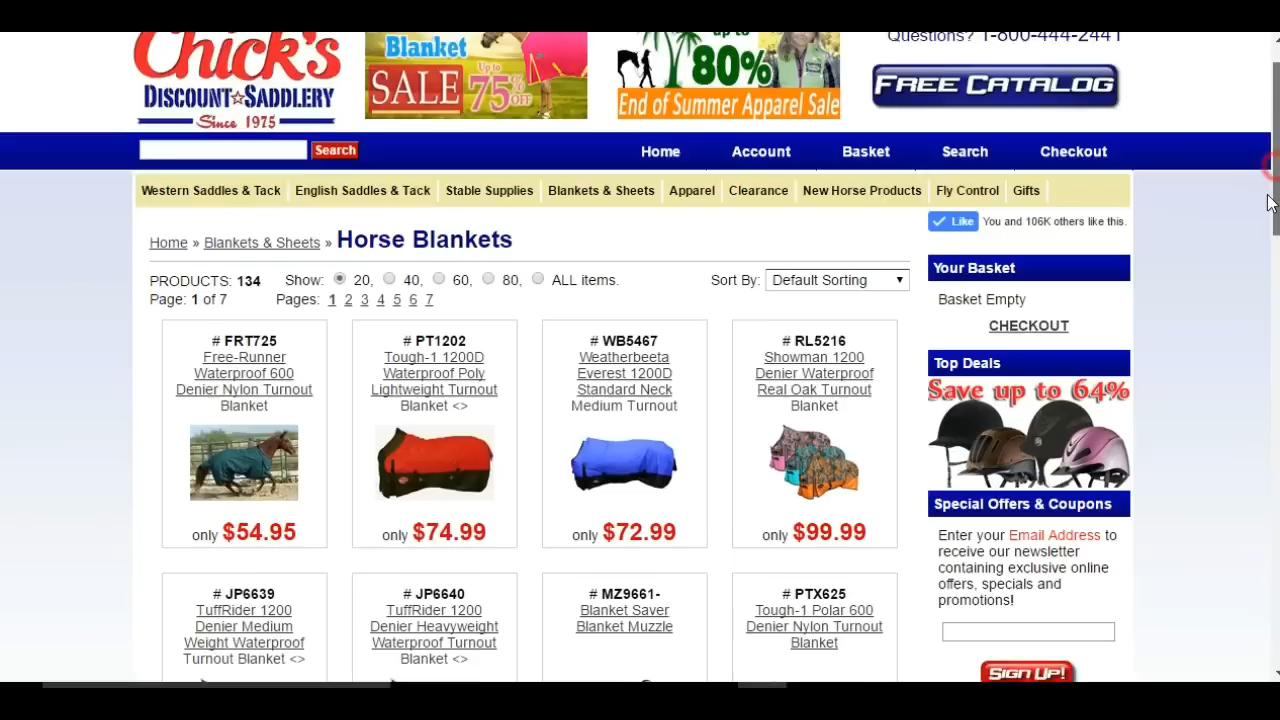 Chick's
DISCOUNT SADDLERY
Since 1975
Blanket
SALE
Up to
75%
OFF
up to
80%
End of Summer Apparel Sale
Questions? 1-800-444-2441
FREE CATALOG
Search
Home
Account
Basket
Search
Checkout
Western Saddles & Tack
English Saddles & Tack
Stable Supplies
Blankets & Sheets
Apparel
Clearance
New Horse Products
Fly Control
Gifts
Like You and 106K others like this.
Home » Blankets & Sheets » Horse Blankets
PRODUCTS: 134 Show: 20, 40, 60, 80, ALL items. Sort By: Default Sorting
Page: 1 of 7 Pages: 1 2 3 4 5 6 7
# FRT725
Free-Runner
Waterproof 600
Denier Nylon Turnout
Blanket
only $54.95
# PT1202
Tough-1 1200D
Waterproof Poly
Lightweight Turnout
Blanket <>
only $74.99
# WB5467
Weatherbeeta
Everest 1200D
Standard Neck
Medium Turnout
only $72.99
# RL5216
Showman 1200
Denier Waterproof
Real Oak Turnout
Blanket
only $99.99
# JP6639
TuffRider 1200
Denier Medium
Weight Waterproof
Turnout Blanket <>
# JP6640
TuffRider 1200
Denier Heavyweight
Waterproof Turnout
Blanket <>
# MZ9661-
Blanket Saver
Blanket Muzzle
# PTX625
Tough-1 Polar 600
Denier Nylon Turnout
Blanket
Your Basket
Basket Empty
CHECKOUT
Top Deals
Save up to 64%
Special Offers & Coupons
Enter your Email Address to
receive our newsletter
containing exclusive online
offers, specials and
promotions!
SIGN UP!